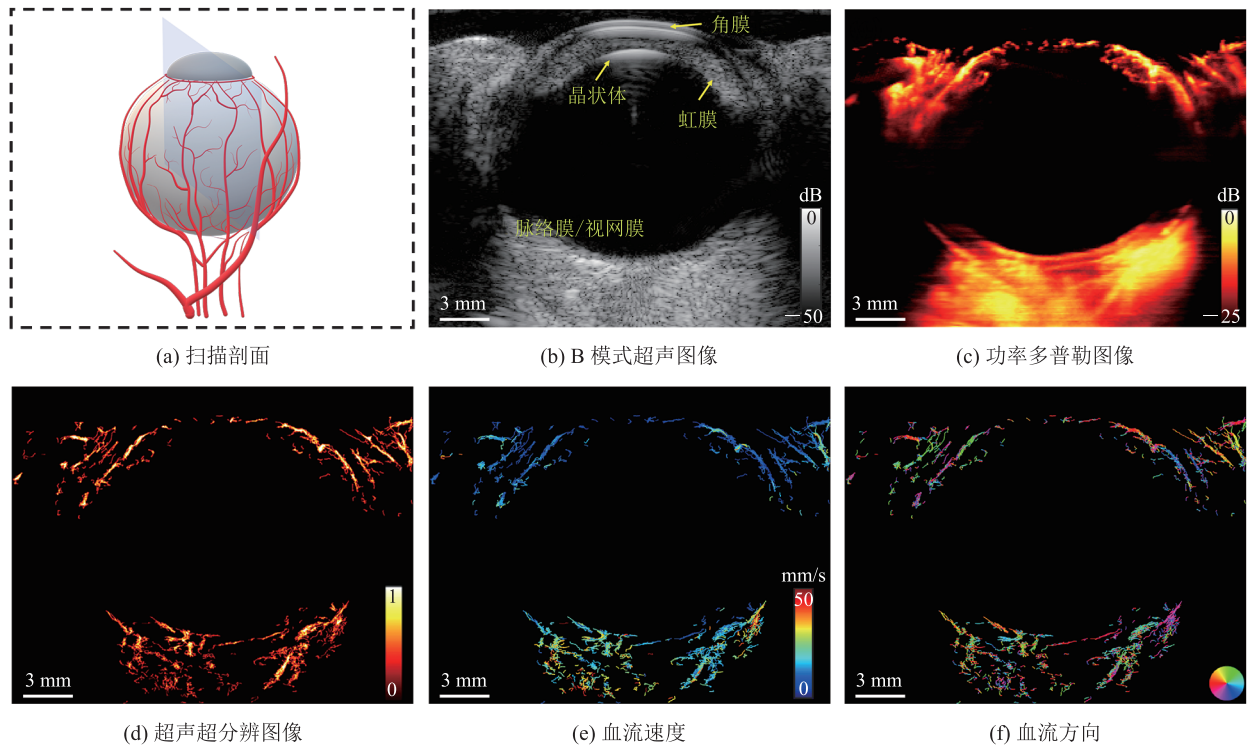 角膜
晶状体
虹膜
脉络膜/视网膜
dB
0
−50
3 mm
dB
0
−25
3 mm
(a) 扫描剖面
(b) B 模式超声图像
(c) 功率多普勒图像
1
0
3 mm
mm/s
50
0
3 mm
3 mm
(d) 超声超分辨图像
(e) 血流速度
(f) 血流方向